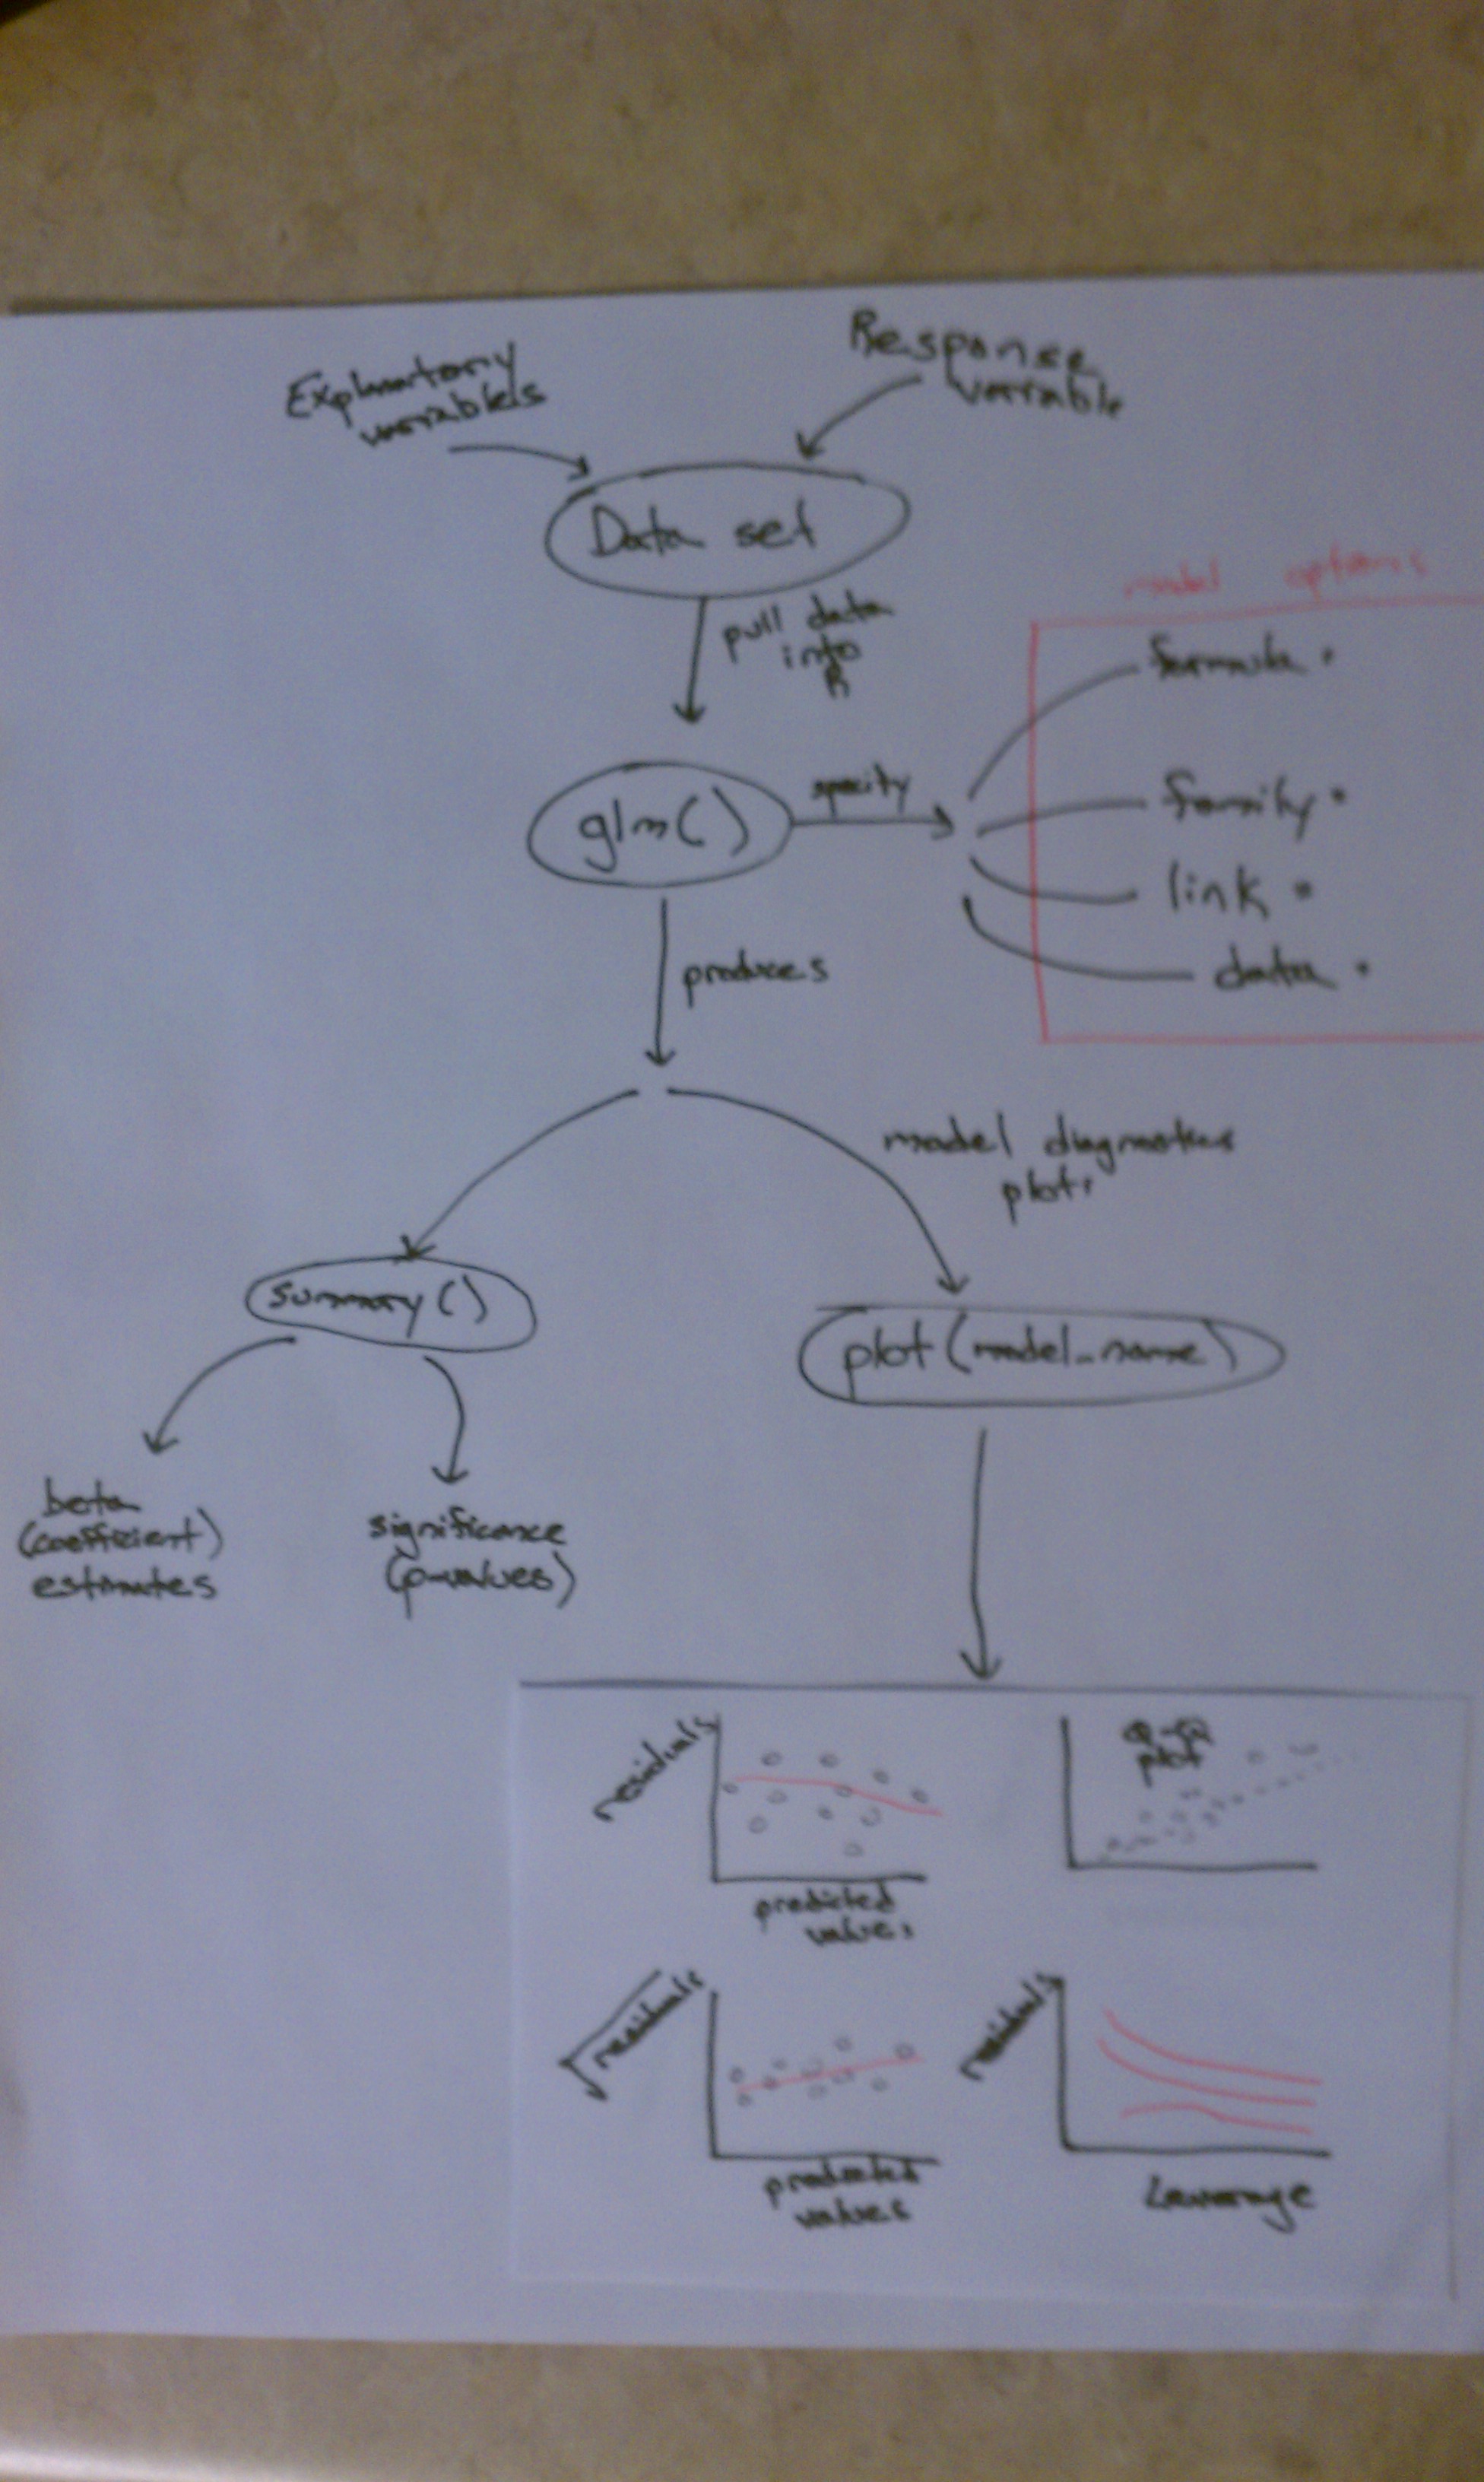 Explanatory
variables
Response
variable
Data set
pull data
into
R
model options
formula
glm()
specify
family
link
data
produces
model diagnostics
plots
summary()
plot(model_name)
beta
(coefficient)
estimates
significance
(p-values)
residuals
Q-Q
plot
predicted
values
√residuals
residuals
predicted
values
Leverage